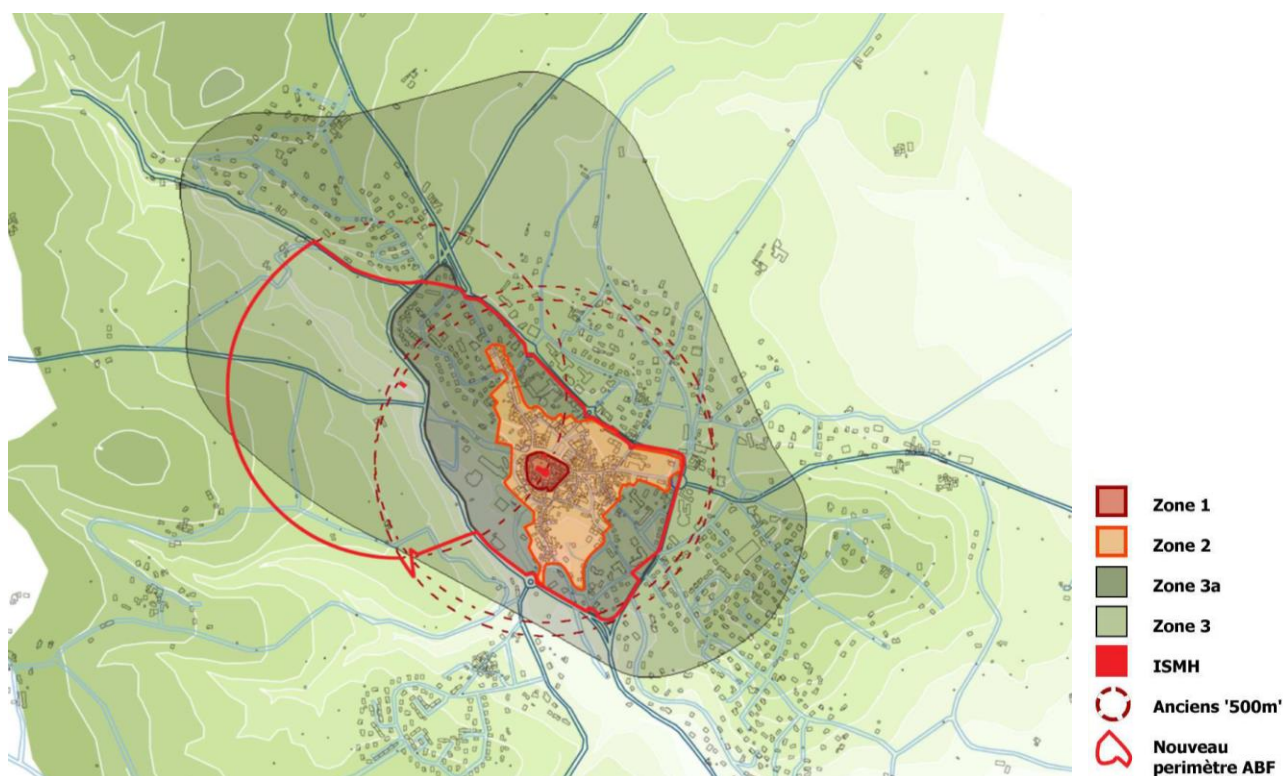 Zone 1
Zone 2
Zone 3a
Zone 3
ISMH
Anciens '500m'
Nouveau
perimètre ABF